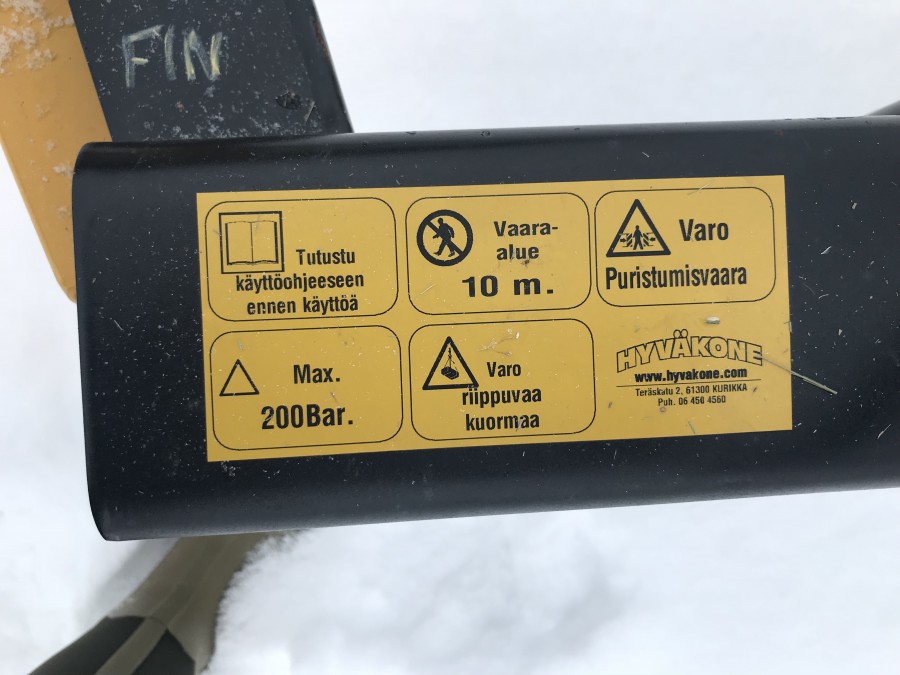 FIN
Tutustu
käyttöohjeeseen
ennen käyttöä
Vaara-
alue
10 m.
Varo
Puristumisvaara
Max.
200Bar.
Varo
riippuvaa
kuormaa
HYVÄKONE
www.hyvakone.com
Teräskatu 2, 61300 KURIKKA
Puh. 06 450 4560